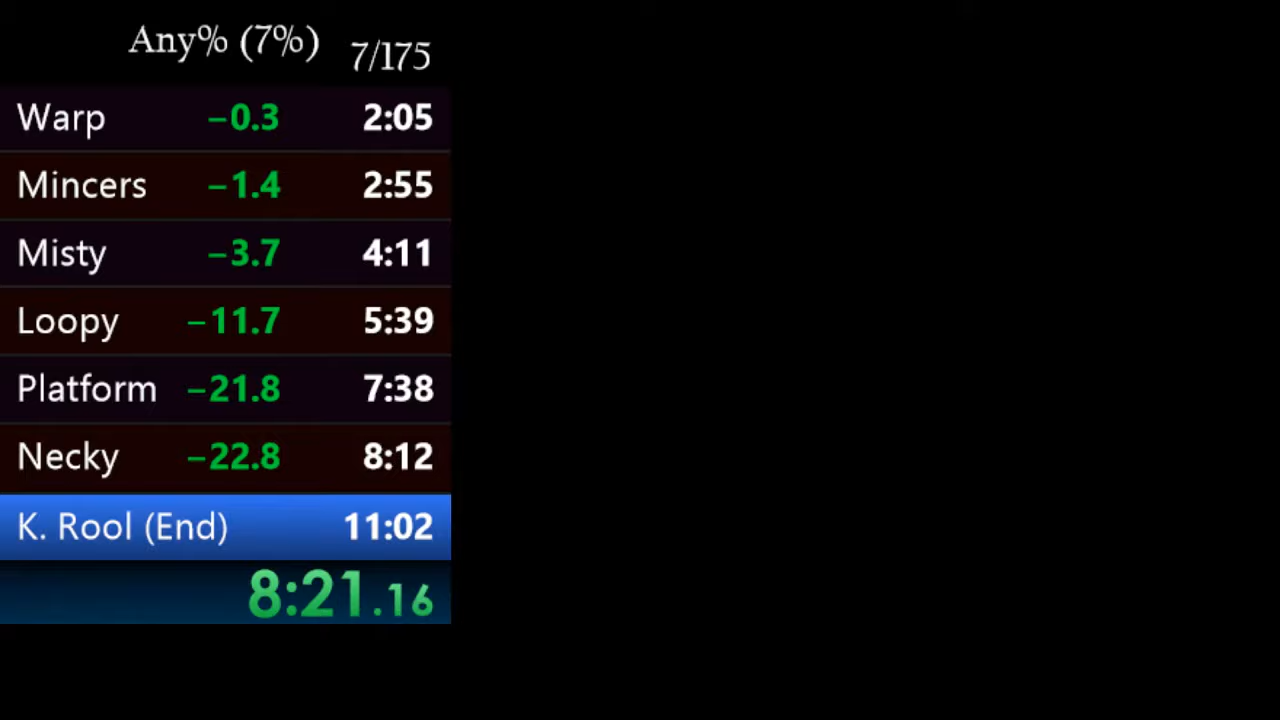 Any% (7%) 7/175
Warp −0.3 2:05
Mincers −1.4 2:55
Misty −3.7 4:11
Loopy −11.7 5:39
Platform −21.8 7:38
Necky −22.8 8:12
K. Rool (End) 11:02
8:21.16